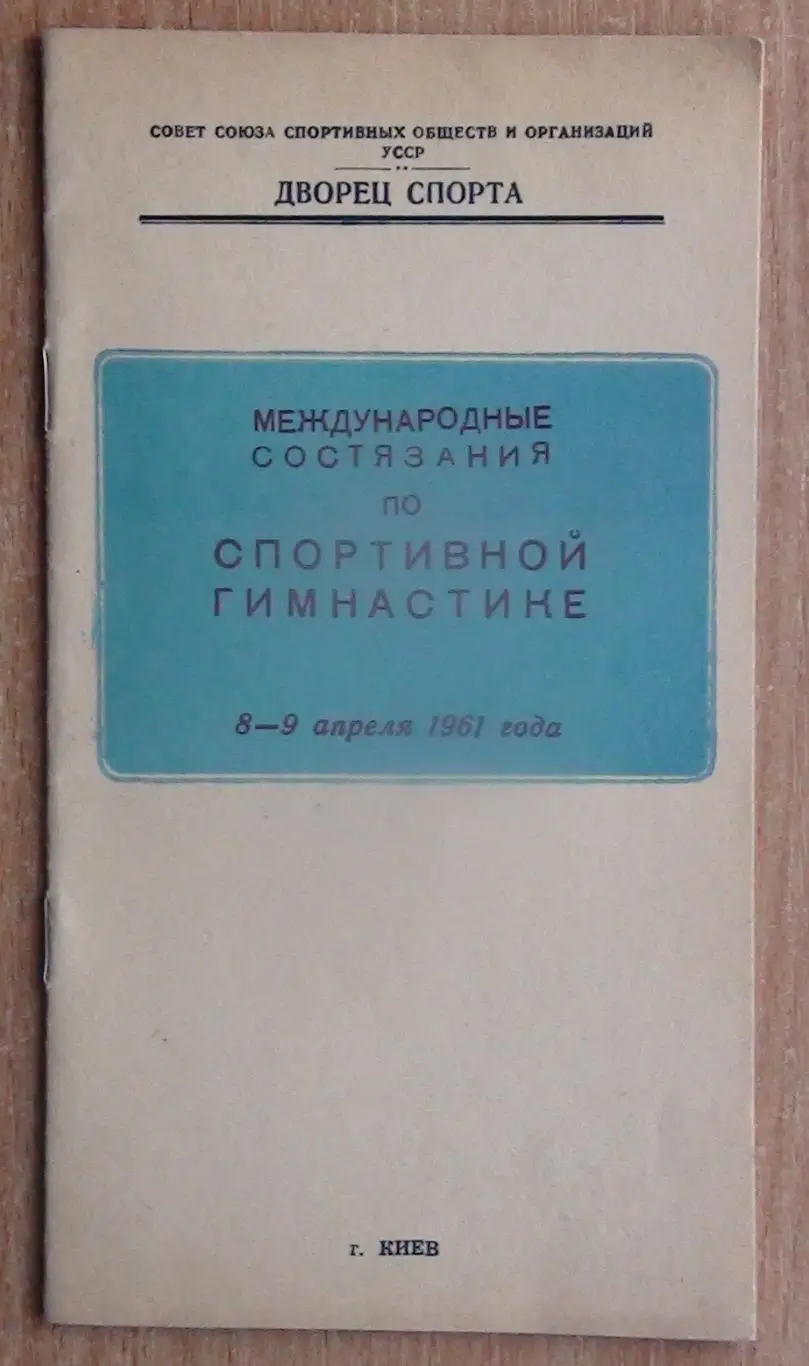 СОВЕТ СОЮЗА СПОРТИВНЫХ ОБЩЕСТВ И ОРГАНИЗАЦИЙ
УССР
ДВОРЕЦ СПОРТА
МЕЖДУНАРОДНЫЕ
СОСТЯЗАНИЯ
ПО
СПОРТИВНОЙ
ГИМНАСТИКЕ
8—9 апреля 1961 года
г. КИЕВ